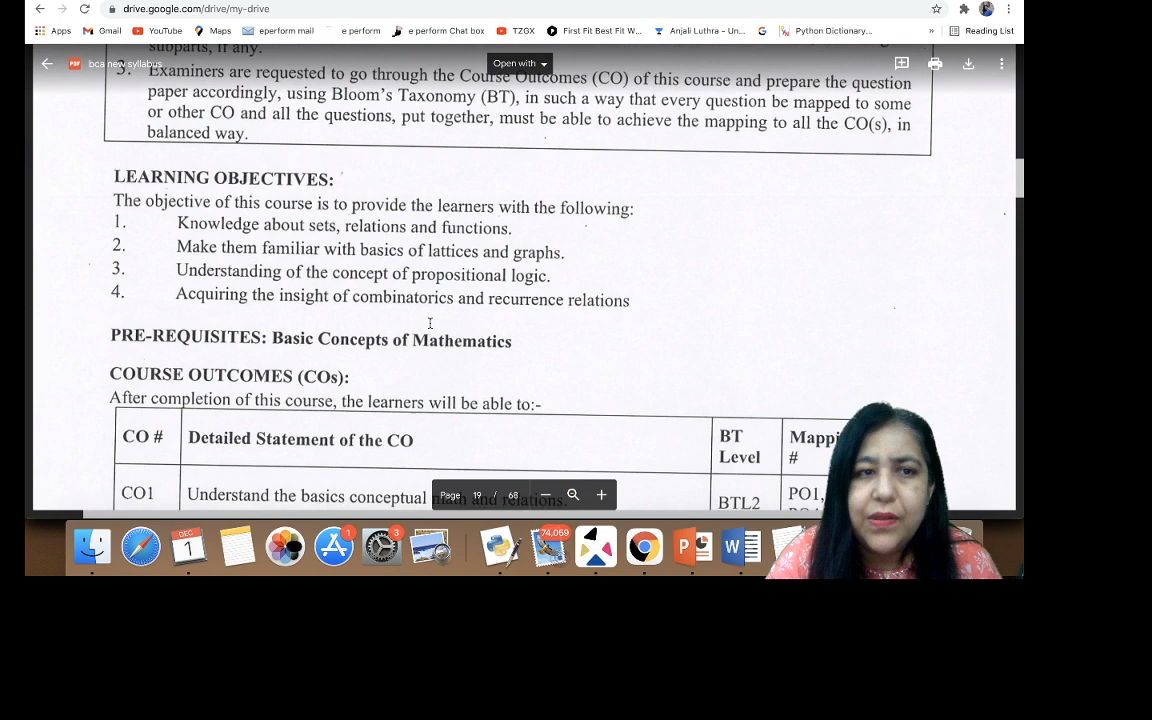 drive.google.com/drive/my-drive
Apps Gmail YouTube Maps eperform mail e perform e perform Chat box TZGX First Fit Best Fit W... Anjali Luthra - Un... Python Dictionary... » Reading List
subparts, if any.
bca new syllabus Open with
3. Examiners are requested to go through the Course Outcomes (CO) of this course and prepare the question
paper accordingly, using Bloom's Taxonomy (BT), in such a way that every question be mapped to some
or other CO and all the questions, put together, must be able to achieve the mapping to all the CO(s), in
balanced way.
LEARNING OBJECTIVES:
The objective of this course is to provide the learners with the following:
1. Knowledge about sets, relations and functions.
2. Make them familiar with basics of lattices and graphs.
3. Understanding of the concept of propositional logic.
4. Acquiring the insight of combinatorics and recurrence relations
PRE-REQUISITES: Basic Concepts of Mathematics
COURSE OUTCOMES (COs):
After completion of this course, the learners will be able to:-
CO # Detailed Statement of the CO BT Level Mappi #
CO1 Understand the basics conceptual math and relations. BTL2 PO1,
Page 19 / 68
DEC 1 1 3 74,059 P W